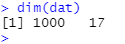 > dim(dat)
[1] 1000   17
>